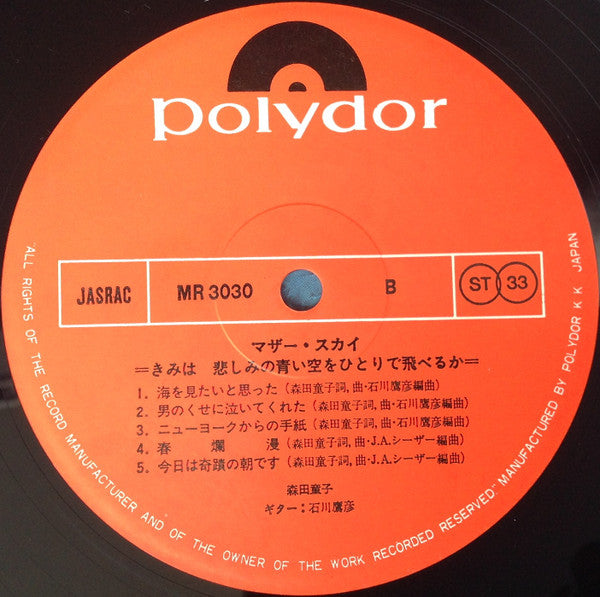 polydor
JASRAC
MR 3030
B
ST 33
マザー・スカイ
=きみは 悲しみの青い空をひとりで飛べるか=
1. 海を見たいと思った(森田童子詞, 曲・石川鷹彦編曲)
2. 男のくせに泣いてくれた(森田童子詞, 曲・石川鷹彦編曲)
3. ニューヨークからの手紙(森田童子詞, 曲・石川鷹彦編曲)
4. 春爛漫(森田童子詞, 曲・J.A.シーザー編曲)
5. 今日は奇蹟の朝です(森田童子詞, 曲・J.A.シーザー編曲)
森田童子
ギター:石川鷹彦
"ALL RIGHTS OF THE RECORD MANUFACTURER AND OF THE OWNER OF THE WORK RECORDED RESERVED" MANUFACTURED BY POLYDOR K K JAPAN